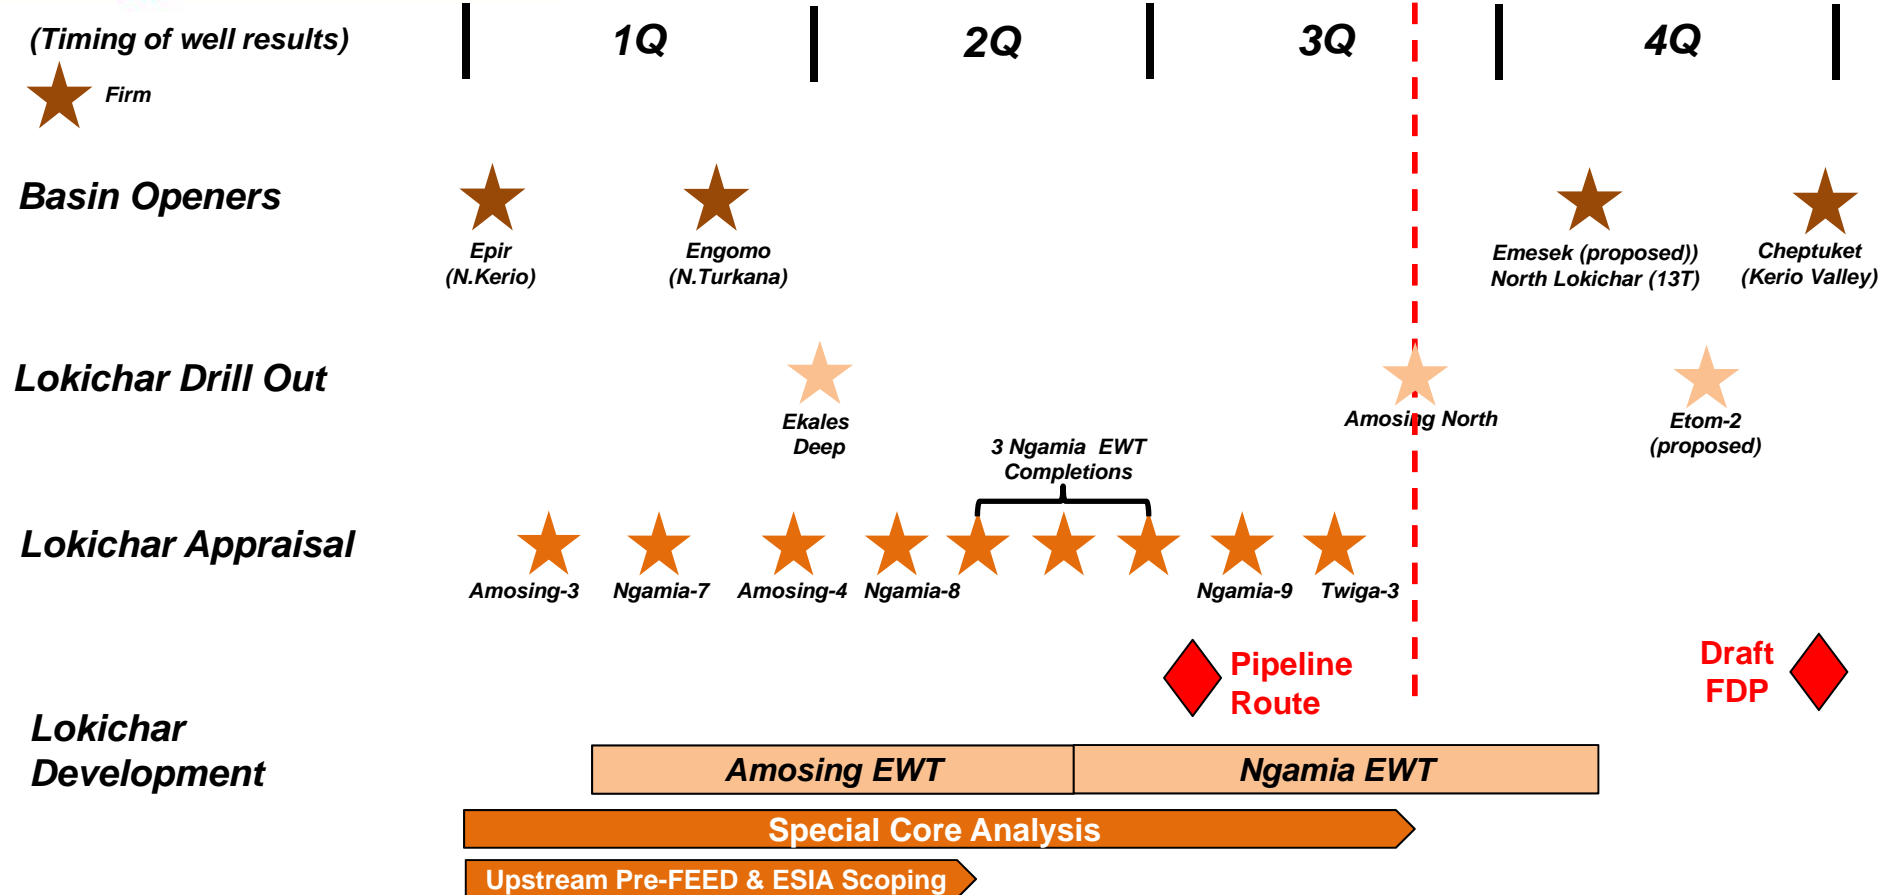 (Timing of well results)
1Q
2Q
3Q
4Q
Firm
Basin Openers
Epir
(N.Kerio)
Engomo
(N.Turkana)
Emesek (proposed))
North Lokichar (13T)
Cheptuket
(Kerio Valley)
Lokichar Drill Out
Ekales
Deep
Amosing North
Etom-2
(proposed)
3 Ngamia EWT
Completions
Lokichar Appraisal
Amosing-3
Ngamia-7
Amosing-4
Ngamia-8
Ngamia-9
Twiga-3
Pipeline
Route
Draft
FDP
Lokichar
Development
Amosing EWT
Ngamia EWT
Special Core Analysis
Upstream Pre-FEED & ESIA Scoping